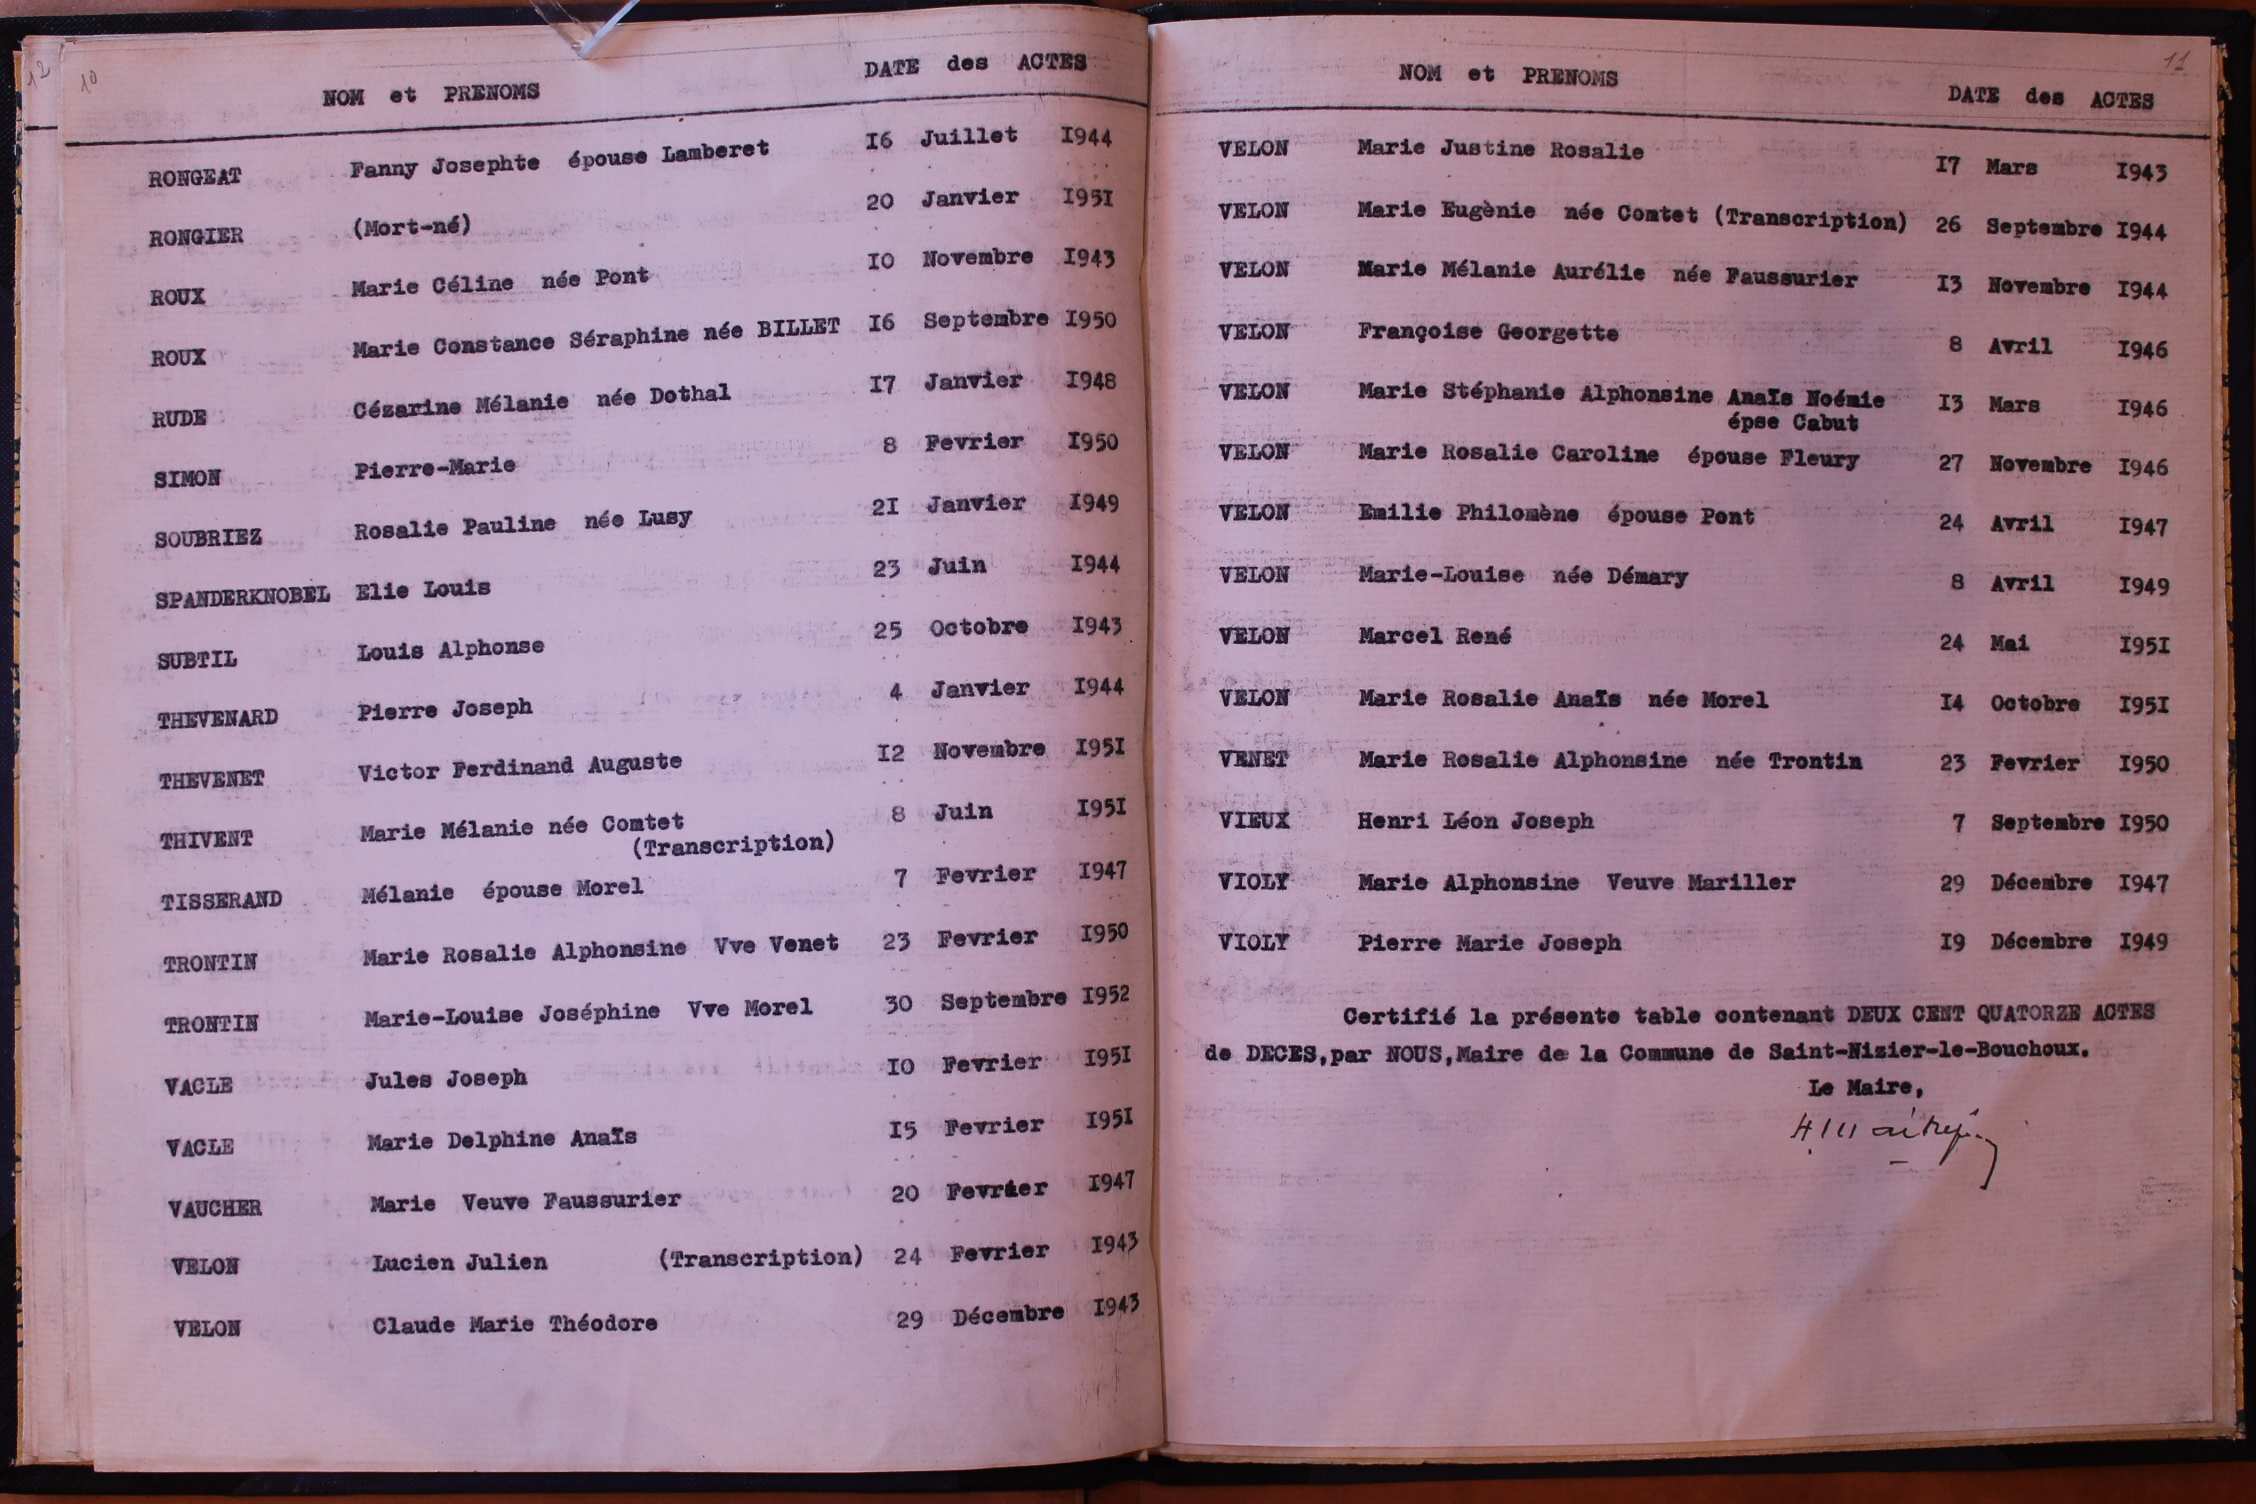 12
10
NOM et PRENOMS DATE des ACTES
RONGEAT Fanny Josephte épouse Lamberet 16 Juillet 1944
RONGIER (Mort-né) 20 Janvier 1951
ROUX Marie Céline née Pont 10 Novembre 1943
ROUX Marie Constance Séraphine née BILLET 16 Septembre 1950
RUDE Cézarine Mélanie née Dothal 17 Janvier 1948
SIMON Pierre-Marie 8 Fevrier 1950
SOUBRIEZ Rosalie Pauline née Lusy 21 Janvier 1949
SPANDERKNOBEL Elie Louis 23 Juin 1944
SUBTIL Louis Alphonse 25 Octobre 1943
THEVENARD Pierre Joseph 4 Janvier 1944
THEVENET Victor Ferdinand Auguste 12 Novembre 1951
THIVENT Marie Mélanie née Comtet 8 Juin 1951
(Transcription)
TISSERAND Mélanie épouse Morel 7 Fevrier 1947
TRONTIN Marie Rosalie Alphonsine Vve Venet 23 Fevrier 1950
TRONTIN Marie-Louise Joséphine Vve Morel 30 Septembre 1952
VACLE Jules Joseph 10 Fevrier 1951
VACLE Marie Delphine Anaïs 15 Fevrier 1951
VAUCHER Marie Veuve Faussurier 20 Fevrier 1947
VELON Lucien Julien (Transcription) 24 Fevrier 1943
VELON Claude Marie Théodore 29 Décembre 1943
11
NOM et PRENOMS DATE des ACTES
VELON Marie Justine Rosalie 17 Mars 1943
VELON Marie Eugènie née Comtet (Transcription) 26 Septembre 1944
VELON Marie Mélanie Aurélie née Faussurier 13 Novembre 1944
VELON Françoise Georgette 8 Avril 1946
VELON Marie Stéphanie Alphonsine Anaïs Noémie 13 Mars 1946
épse Cabut
VELON Marie Rosalie Caroline épouse Fleury 27 Novembre 1946
VELON Emilie Philomène épouse Pont 24 Avril 1947
VELON Marie-Louise née Démary 8 Avril 1949
VELON Marcel René 24 Mai 1951
VELON Marie Rosalie Anaïs née Morel 14 Octobre 1951
VENET Marie Rosalie Alphonsine née Trontin 23 Fevrier 1950
VIEUX Henri Léon Joseph 7 Septembre 1950
VIOLY Marie Alphonsine Veuve Mariller 29 Décembre 1947
VIOLY Pierre Marie Joseph 19 Décembre 1949
Certifié la présente table contenant DEUX CENT QUATORZE ACTES
de DECES,par NOUS,Maire de la Commune de Saint-Nizier-le-Bouchoux.
Le Maire,